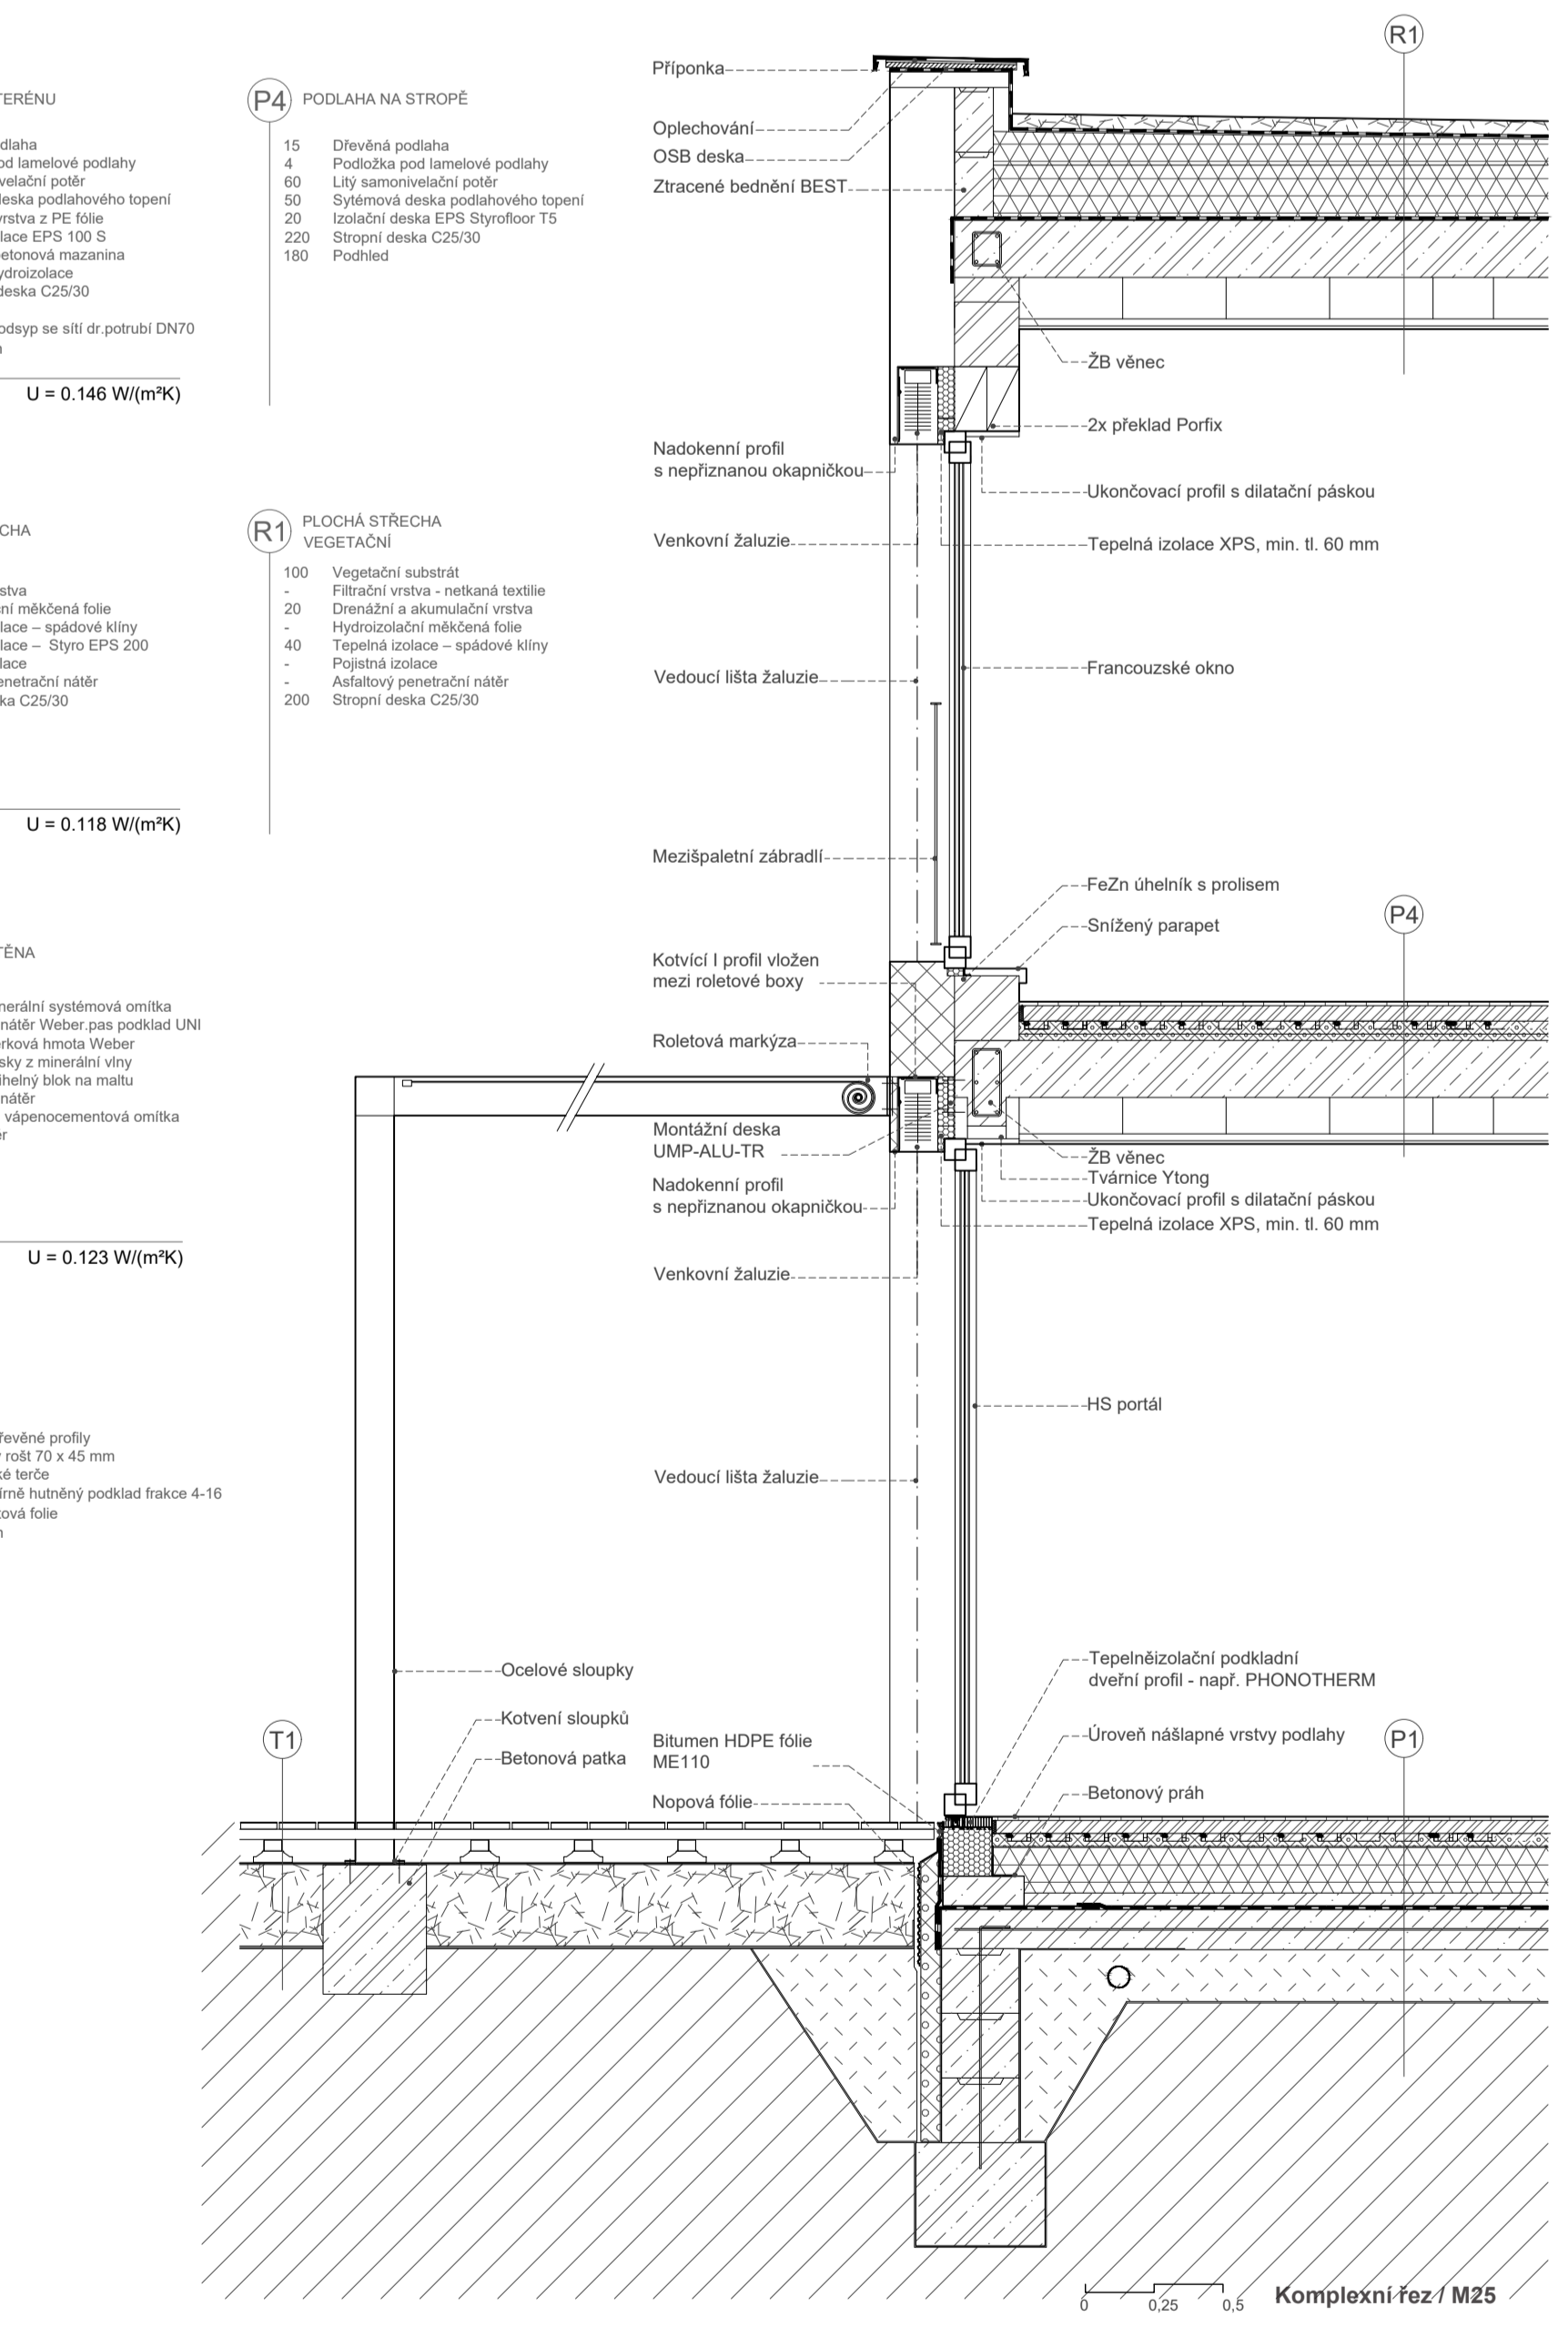 TERÉNU
dlaha
od lamelové podlahy
velační potěr
deska podlahového topení
vrstva z PE fólie
lace EPS 100 S
betonová mazanina
ydroizolace
deska C25/30
odsyp se sítí dr.potrubí DN70
U = 0.146 W/(m²K)
P4
PODLAHA NA STROPĚ
15 Dřevěná podlaha
4 Podložka pod lamelové podlahy
60 Litý samonivelační potěr
50 Sytémová deska podlahového topení
20 Izolační deska EPS Styrofloor T5
220 Stropní deska C25/30
180 Podhled
CHA
stva
ční měkčená folie
lace – spádové klíny
lace – Styro EPS 200
lace
enetrační nátěr
ka C25/30
U = 0.118 W/(m²K)
R1
PLOCHÁ STŘECHA
VEGETAČNÍ
100 Vegetační substrát
- Filtrační vrstva - netkaná textilie
20 Drenážní a akumulační vrstva
- Hydroizolační měkčená folie
40 Tepelná izolace – spádové klíny
- Pojistná izolace
- Asfaltový penetrační nátěr
200 Stropní deska C25/30
TĚNA
nerální systémová omítka
nátěr Weber.pas podklad UNI
ěrková hmota Weber
sky z minerální vlny
ihelný blok na maltu
nátěr
vápenocementová omítka
U = 0.123 W/(m²K)
řevěné profily
rošt 70 x 45 mm
ké terče
írně hutněný podklad frakce 4-16
ová folie
Příponka
Oplechování
OSB deska
Ztracené bednění BEST
Nadokenní profil
s nepřiznanou okapničkou
Venkovní žaluzie
Vedoucí lišta žaluzie
Mezišpaletní zábradlí
Kotvící I profil vložen
mezi roletové boxy
Roletová markýza
Montážní deska
UMP-ALU-TR
Nadokenní profil
s nepřiznanou okapničkou
Venkovní žaluzie
Vedoucí lišta žaluzie
Ocelové sloupky
Kotvení sloupků
Betonová patka
Bitumen HDPE fólie
ME110
Nopová fólie
T1
R1
ŽB věnec
2x překlad Porfix
Ukončovací profil s dilatační páskou
Tepelná izolace XPS, min. tl. 60 mm
Francouzské okno
FeZn úhelník s prolisem
Snížený parapet
P4
ŽB věnec
Tvárnice Ytong
Ukončovací profil s dilatační páskou
Tepelná izolace XPS, min. tl. 60 mm
HS portál
Tepelněizolační podkladní
dveřní profil - např. PHONOTHERM
Úroveň nášlapné vrstvy podlahy
Betonový práh
P1
0 0,25 0,5
Komplexní řez / M25